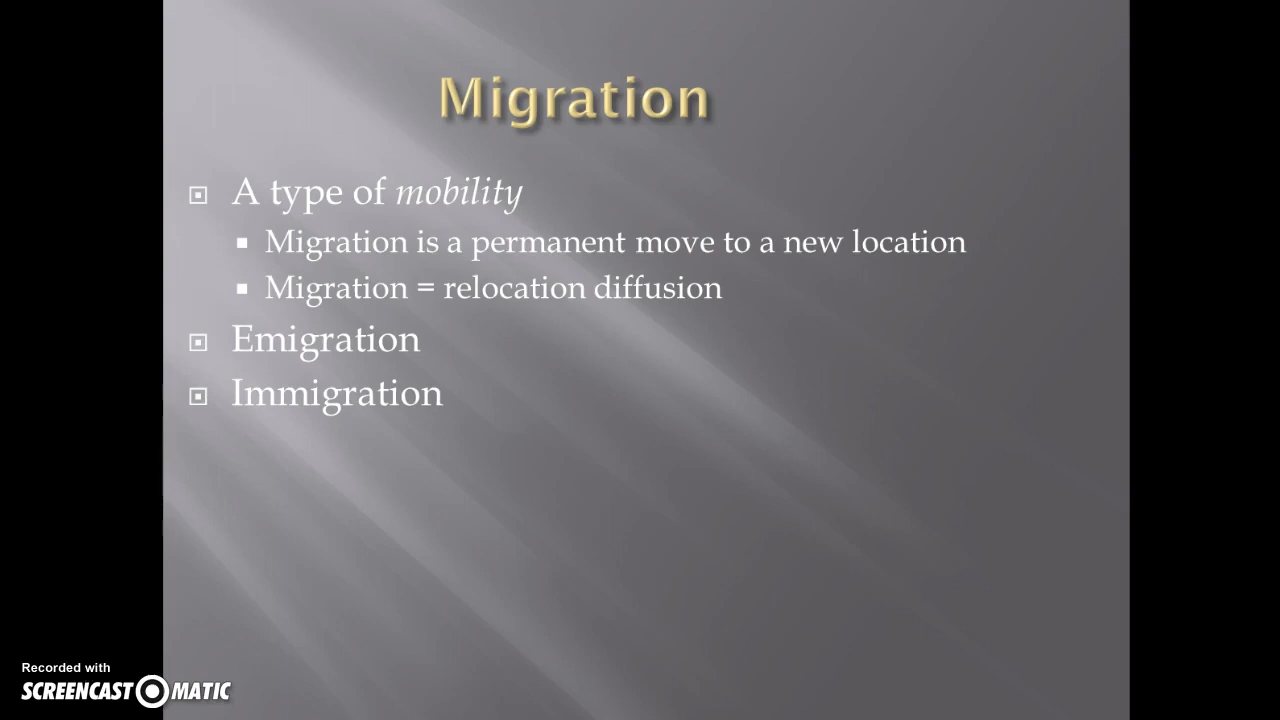 Migration
A type of mobility
Migration is a permanent move to a new location
Migration = relocation diffusion
Emigration
Immigration
Recorded with
SCREENCAST MATIC